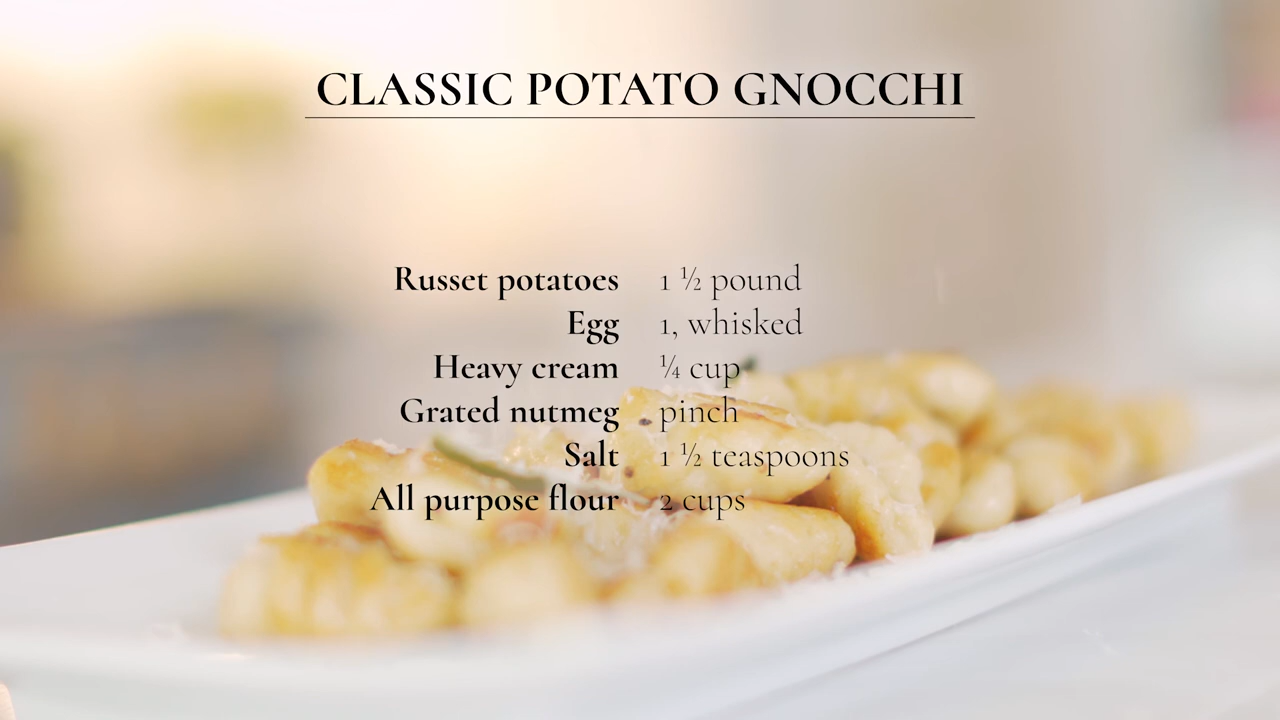 CLASSIC POTATO GNOCCHI
Russet potatoes 1 ½ pound
Egg 1, whisked
Heavy cream ¼ cup
Grated nutmeg pinch
Salt 1 ½ teaspoons
All purpose flour 2 cups